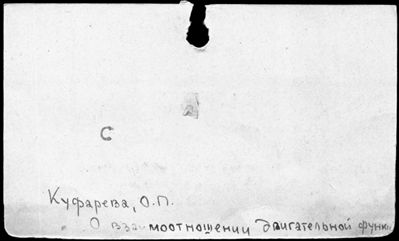 С
Куфарева, О.П.
О взаимоотношении двигательной функ